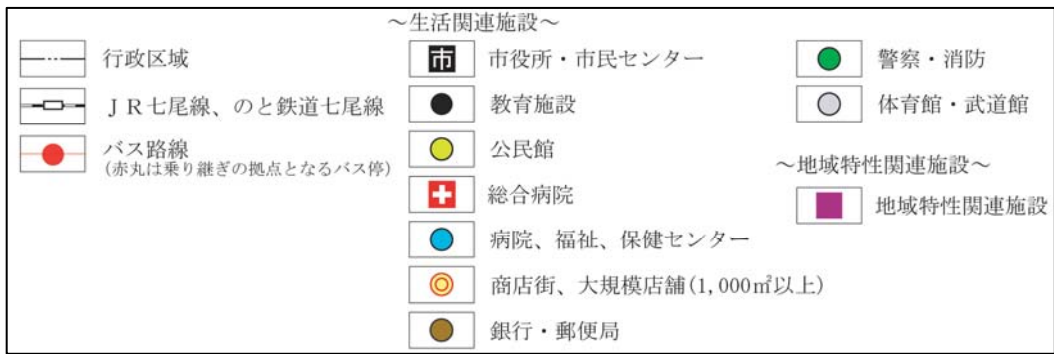 行政区域
ＪＲ七尾線、のと鉄道七尾線
バス路線
(赤丸は乗り継ぎの拠点となるバス停)
～生活関連施設～
市 市役所・市民センター
教育施設
公民館
総合病院
病院、福祉、保健センター
商店街、大規模店舗(1,000㎡以上)
銀行・郵便局
警察・消防
体育館・武道館
～地域特性関連施設～
地域特性関連施設